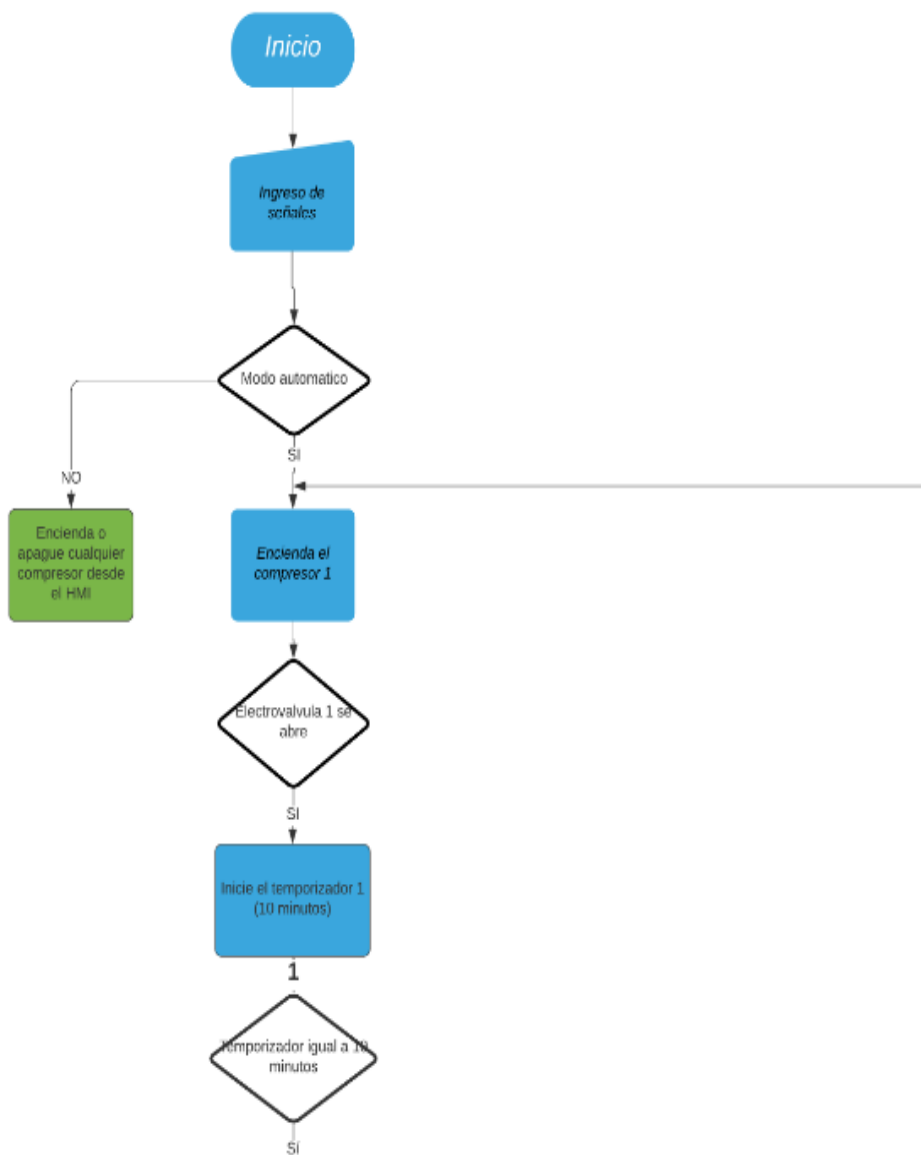 Inicio
Ingreso de
señales
Modo automatico
SI
NO
Encienda o
apague cualquier
compresor desde
el HMI
Encienda el
compresor 1
Electrovalvula 1 se
abre
SI
Inicie el temporizador 1
(10 minutos)
1
Temporizador igual a 10
minutos
Sí